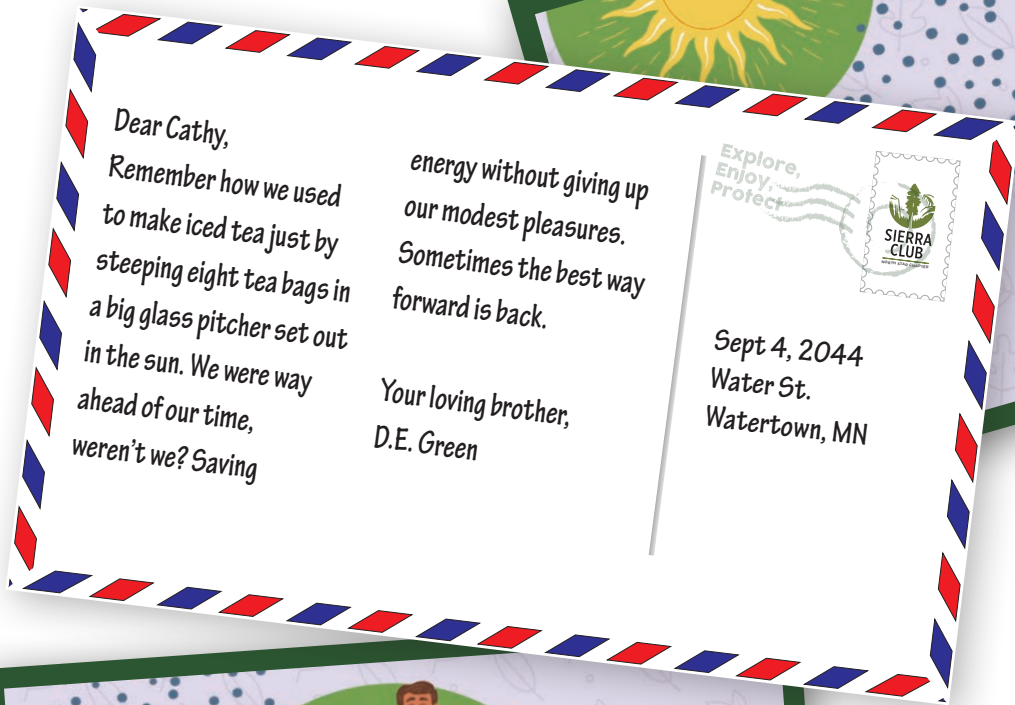 Dear Cathy,
Remember how we used
to make iced tea just by
steeping eight tea bags in
a big glass pitcher set out
in the sun. We were way
ahead of our time,
weren't we? Saving
energy without giving up
our modest pleasures.
Sometimes the best way
forward is back.
Your loving brother,
D.E. Green
Explore,
Enjoy,
Protect
SIERRA
CLUB
NORTH STAR CHAPTER
Sept 4, 2044
Water St.
Watertown, MN